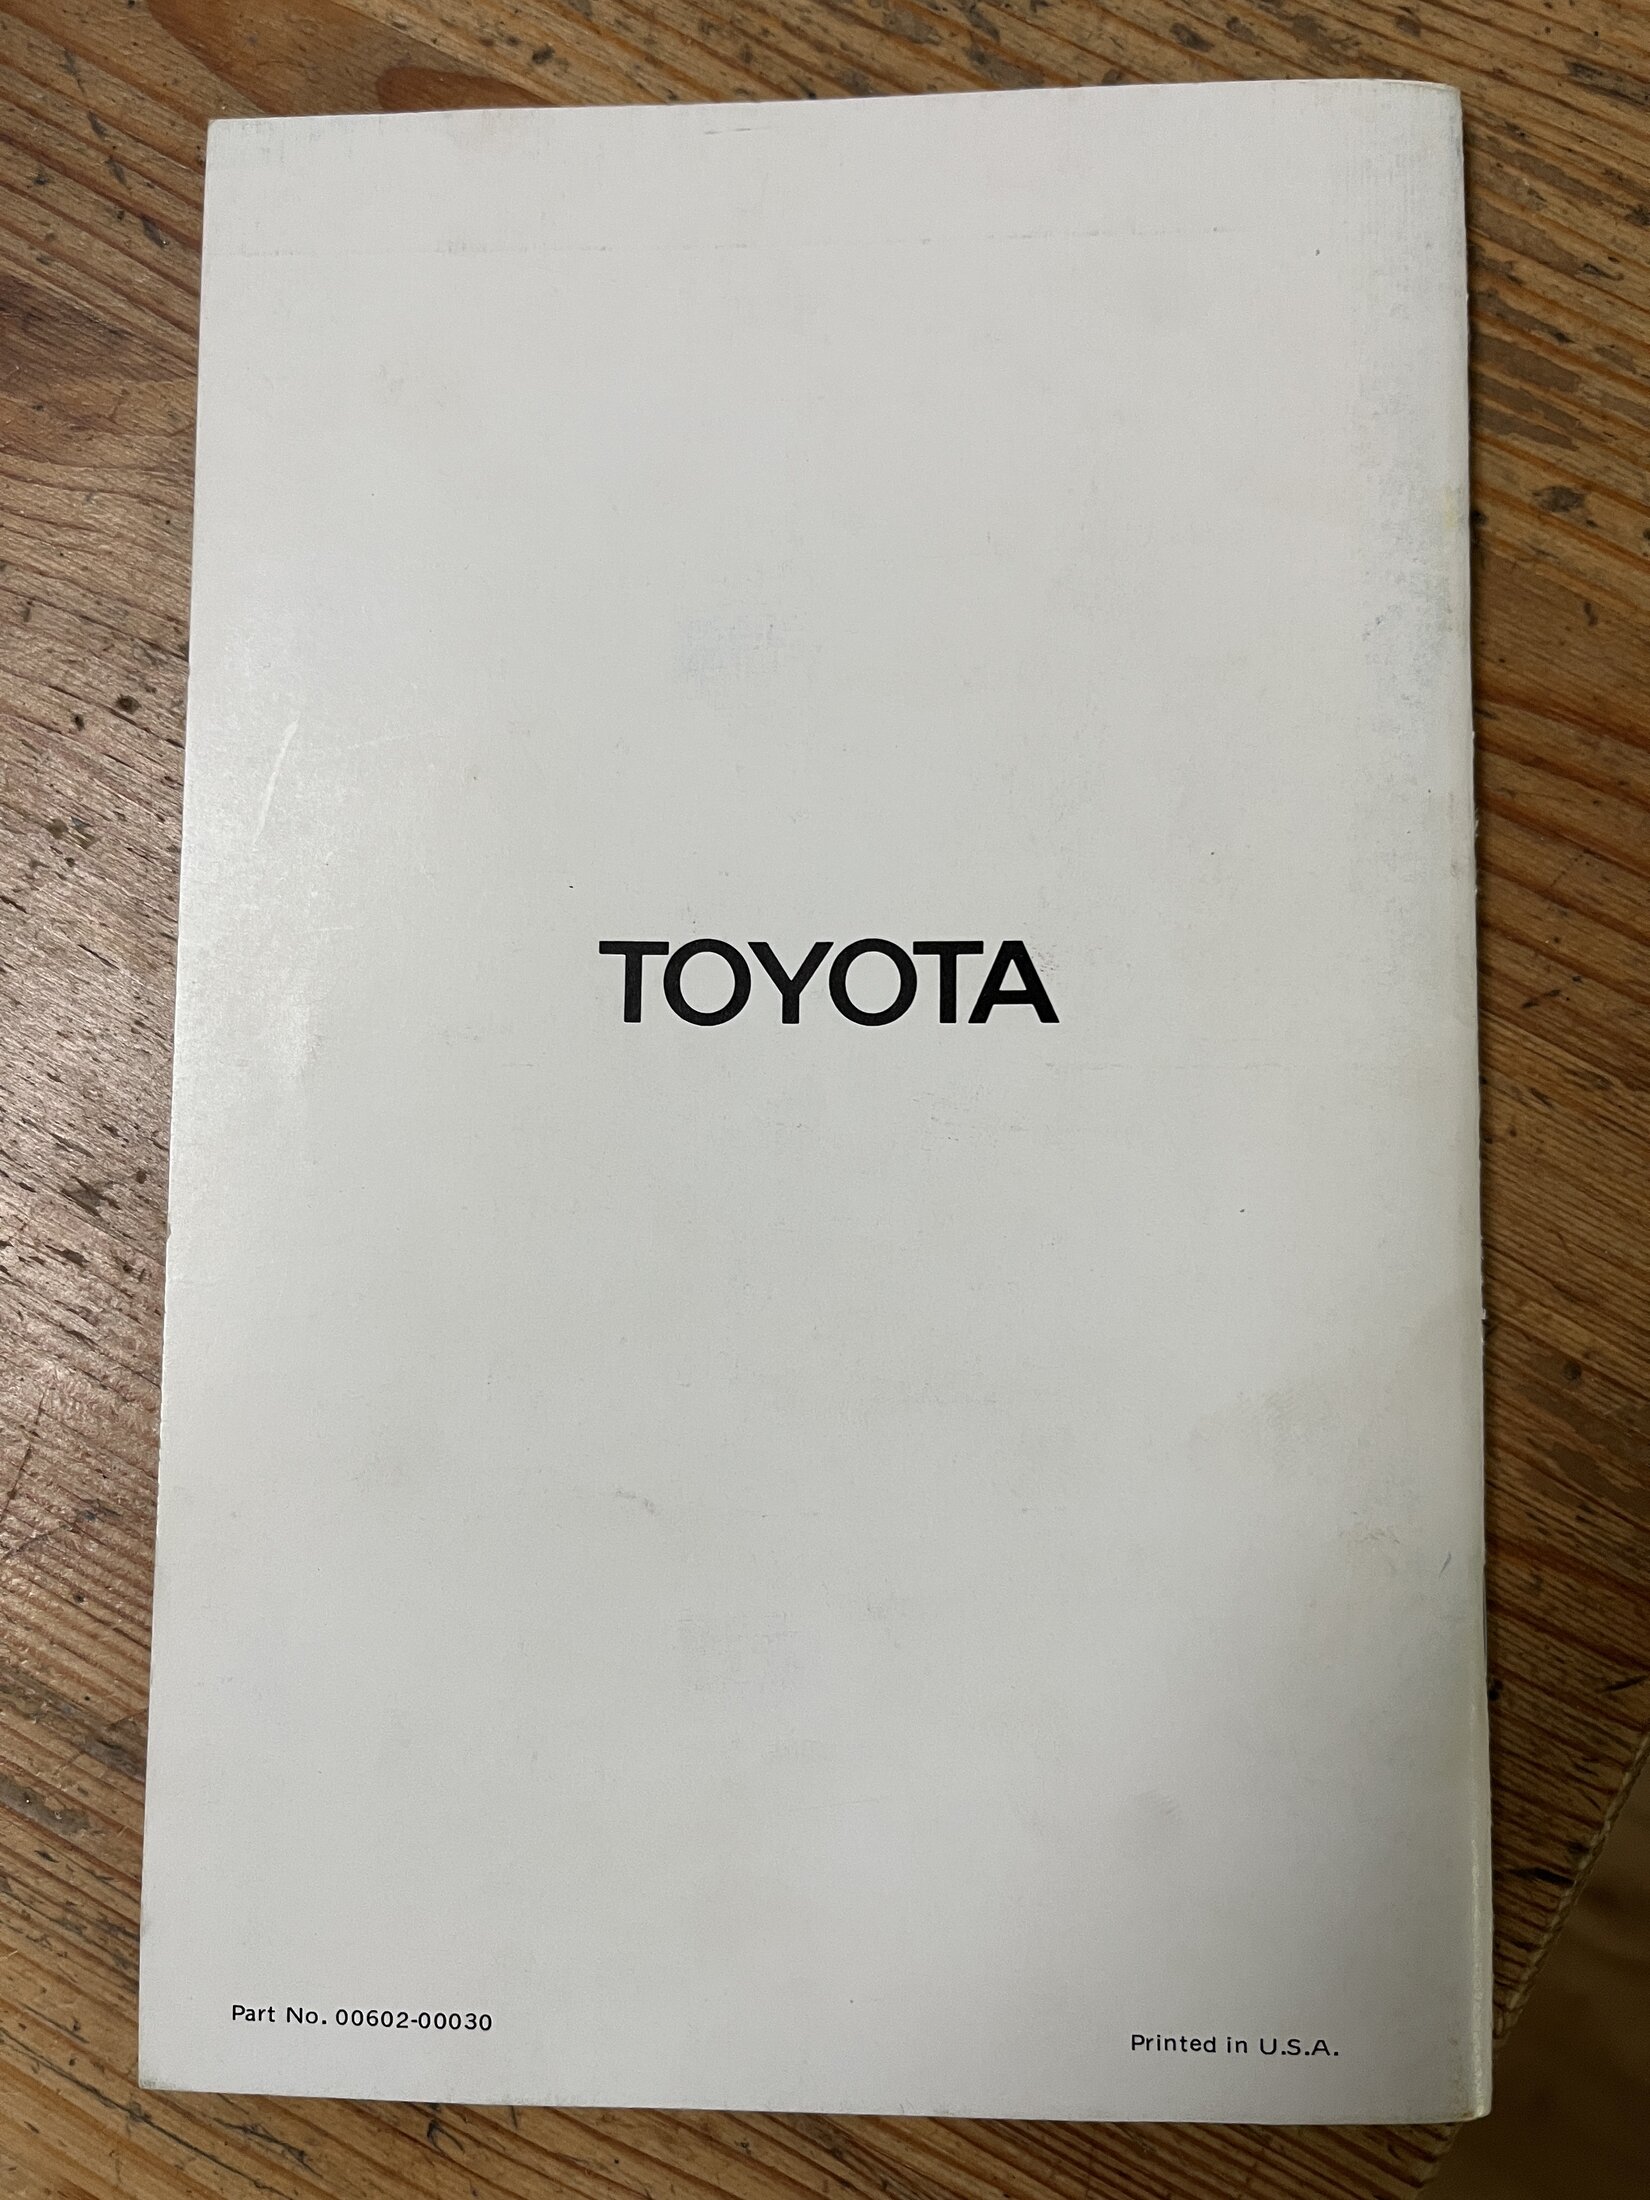 TOYOTA
Part No. 00602-00030
Printed in U.S.A.